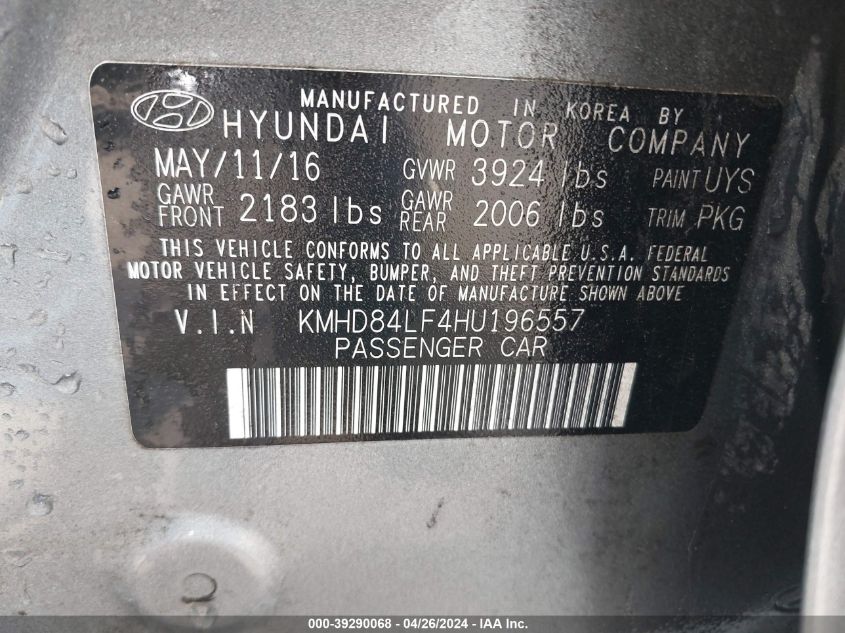 MANUFACTURED IN KOREA BY
HYUNDAI MOTOR COMPANY
MAY/11/16 GVWR 3924 lbs PAINT UYS
GAWR FRONT 2183 lbs GAWR REAR 2006 lbs TRIM PKG
THIS VEHICLE CONFORMS TO ALL APPLICABLE U.S.A. FEDERAL
MOTOR VEHICLE SAFETY, BUMPER, AND THEFT PREVENTION STANDARDS
IN EFFECT ON THE DATE OF MANUFACTURE SHOWN ABOVE
V.I.N KMHD84LF4HU196557
PASSENGER CAR
000-39290068 - 04/26/2024 - IAA Inc.